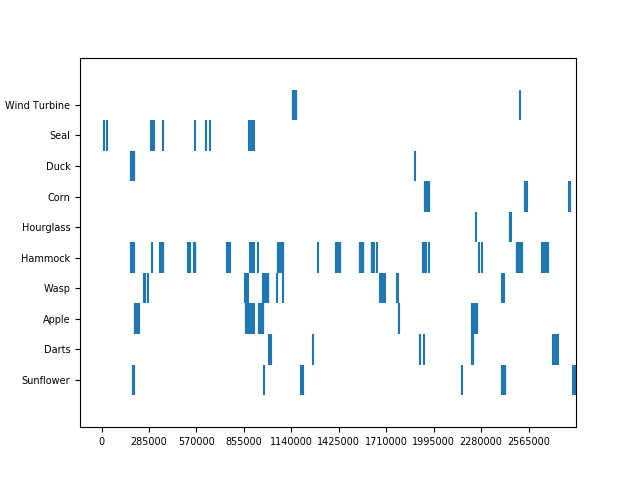 Wind Turbine
Seal
Duck
Corn
Hourglass
Hammock
Wasp
Apple
Darts
Sunflower
0 285000 570000 855000 1140000 1425000 1710000 1995000 2280000 2565000